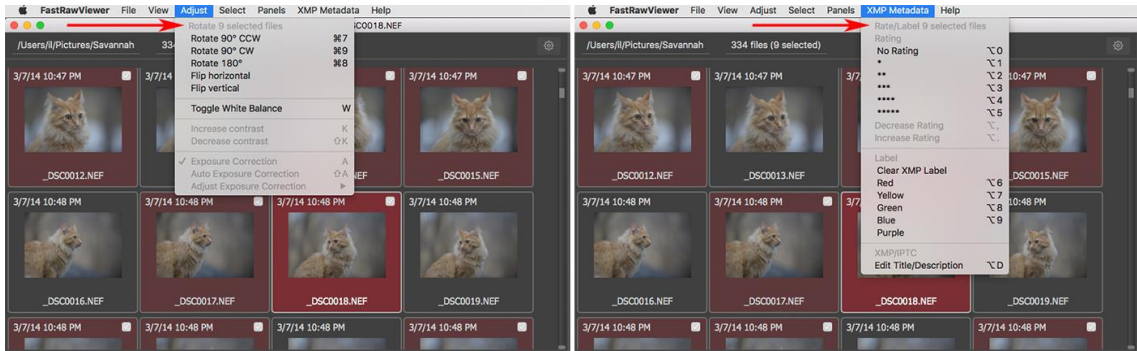 FastRawViewer File View Adjust Select Panels XMP Metadata Help
SC0018.NEF
/Users/il/Pictures/Savannah 334
Rotate 9 selected files
Rotate 90° CCW ⌘7
Rotate 90° CW ⌘9
Rotate 180° ⌘8
Flip horizontal
Flip vertical
Toggle White Balance W
Increase contrast K
Decrease contrast ⇧K
✓ Exposure Correction A
Auto Exposure Correction ⇧A
Adjust Exposure Correction ▶
3/7/14 10:47 PM 3/7/14
_DSC0012.NEF NEF _DSC0015.NEF
3/7/14 10:48 PM 3/7/14 10:48 PM 3/7/14 10:48 PM 3/7/14 10:48 PM
_DSC0016.NEF _DSC0017.NEF _DSC0018.NEF _DSC0019.NEF
3/7/14 10:48 PM 3/7/14 10:48 PM 3/7/14 10:48 PM 3/7/14 10:48 PM
FastRawViewer File View Adjust Select Panels XMP Metadata Help
/Users/il/Pictures/Savannah 334 files (9 selected)
Rate/Label 9 selected files
Rating
No Rating ⌥0
* ⌥1
** ⌥2
*** ⌥3
**** ⌥4
***** ⌥5
Decrease Rating ⌥,
Increase Rating ⌥.
Label
Clear XMP Label
Red ⌥6
Yellow ⌥7
Green ⌥8
Blue ⌥9
Purple
XMP/IPTC
Edit Title/Description ⌥D
3/7/14 10:47 PM 3/7/14 10:47 PM 3/7 10:47 PM
_DSC0012.NEF _DSC0013.NEF _DSC0015.NEF
3/7/14 10:48 PM 3/7/14 10:48 PM 3/7/ 10:48 PM
_DSC0016.NEF _DSC0017.NEF _DSC0018.NEF _DSC0019.NEF
3/7/14 10:48 PM 3/7/14 10:48 PM 3/7/14 10:48 PM 3/7/14 10:48 PM